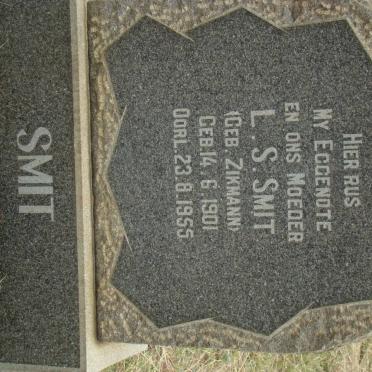 HIER RUS
MY EGGENOTE
EN ONS MOEDER
L. S. SMIT
(GEB. ZIKMANN)
GEB. 14. 6. 1901
OORL. 23. 8. 1955
SMIT